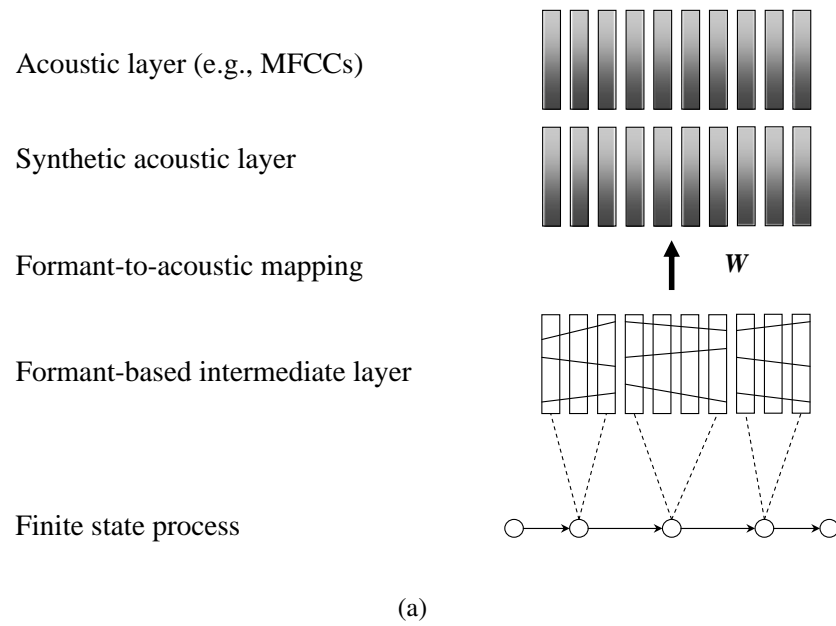 Acoustic layer (e.g., MFCCs)
Synthetic acoustic layer
Formant-to-acoustic mapping
W
Formant-based intermediate layer
Finite state process
(a)